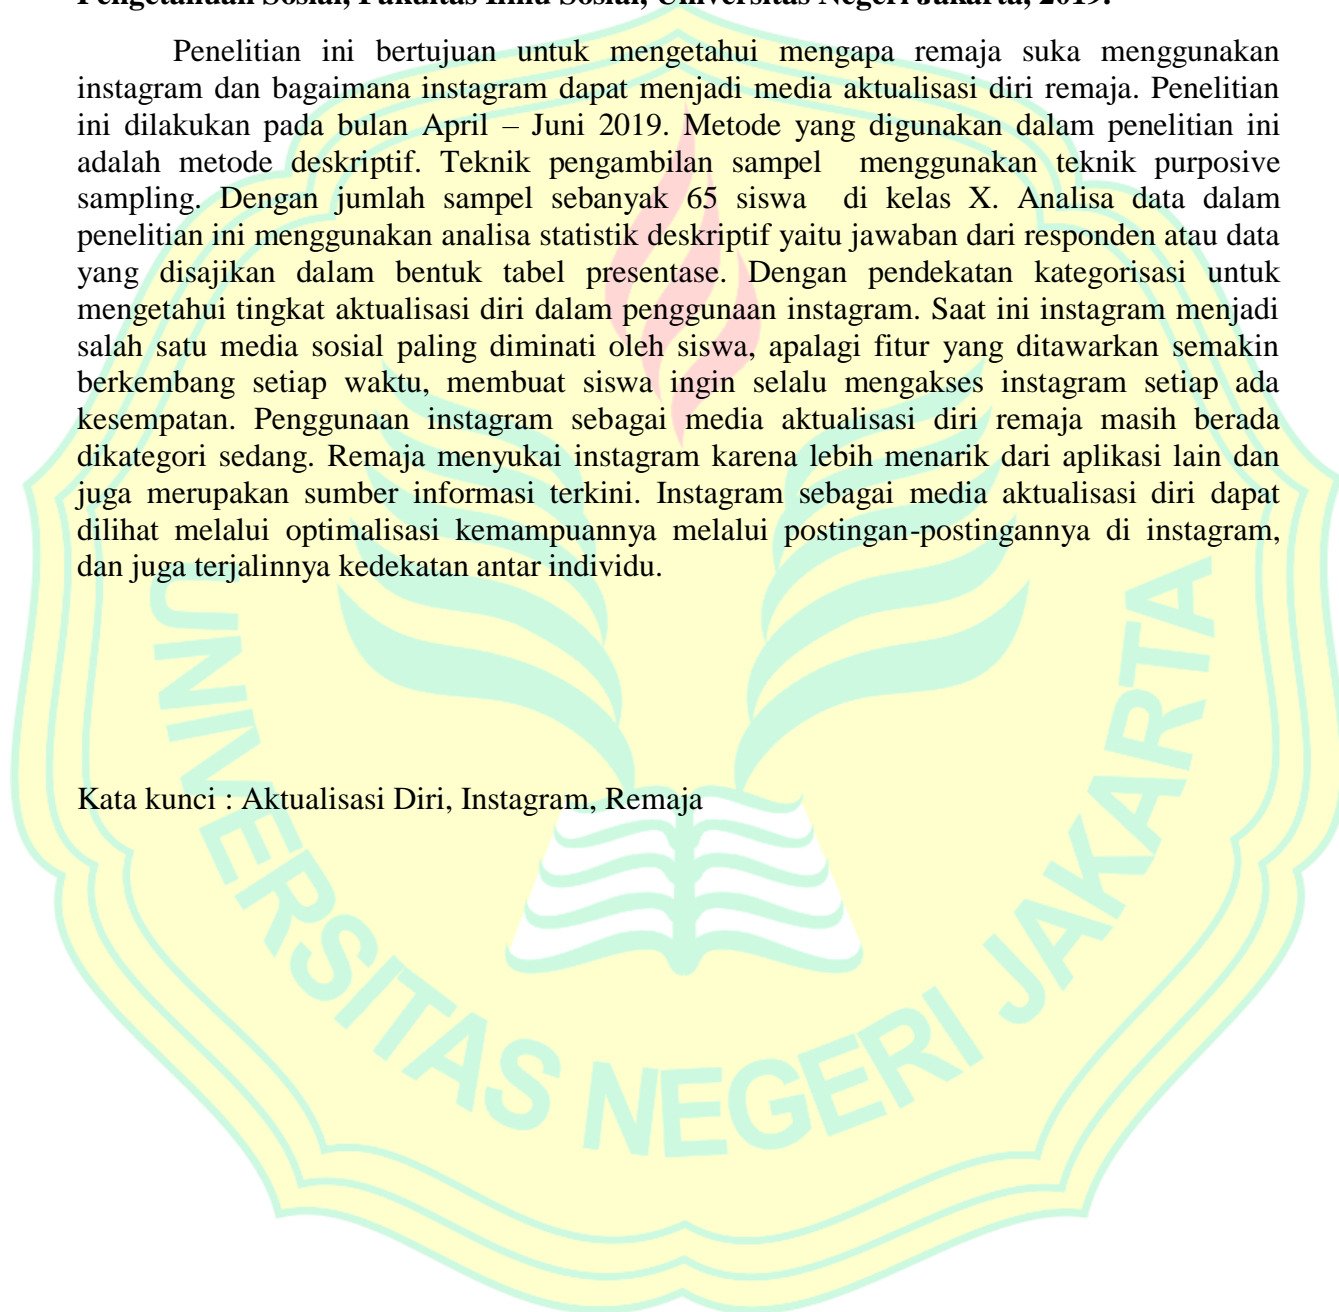 Pengetahuan Sosial, Fakultas Ilmu Sosial, Universitas Negeri Jakarta, 2019.
Penelitian ini bertujuan untuk mengetahui mengapa remaja suka menggunakan
instagram dan bagaimana instagram dapat menjadi media aktualisasi diri remaja. Penelitian
ini dilakukan pada bulan April – Juni 2019. Metode yang digunakan dalam penelitian ini
adalah metode deskriptif. Teknik pengambilan sampel menggunakan teknik purposive
sampling. Dengan jumlah sampel sebanyak 65 siswa di kelas X. Analisa data dalam
penelitian ini menggunakan analisa statistik deskriptif yaitu jawaban dari responden atau data
yang disajikan dalam bentuk tabel presentase. Dengan pendekatan kategorisasi untuk
mengetahui tingkat aktualisasi diri dalam penggunaan instagram. Saat ini instagram menjadi
salah satu media sosial paling diminati oleh siswa, apalagi fitur yang ditawarkan semakin
berkembang setiap waktu, membuat siswa ingin selalu mengakses instagram setiap ada
kesempatan. Penggunaan instagram sebagai media aktualisasi diri remaja masih berada
dikategori sedang. Remaja menyukai instagram karena lebih menarik dari aplikasi lain dan
juga merupakan sumber informasi terkini. Instagram sebagai media aktualisasi diri dapat
dilihat melalui optimalisasi kemampuannya melalui postingan-postingannya di instagram,
dan juga terjalinnya kedekatan antar individu.
Kata kunci : Aktualisasi Diri, Instagram, Remaja
UNIVERSITAS NEGERI JAKARTA